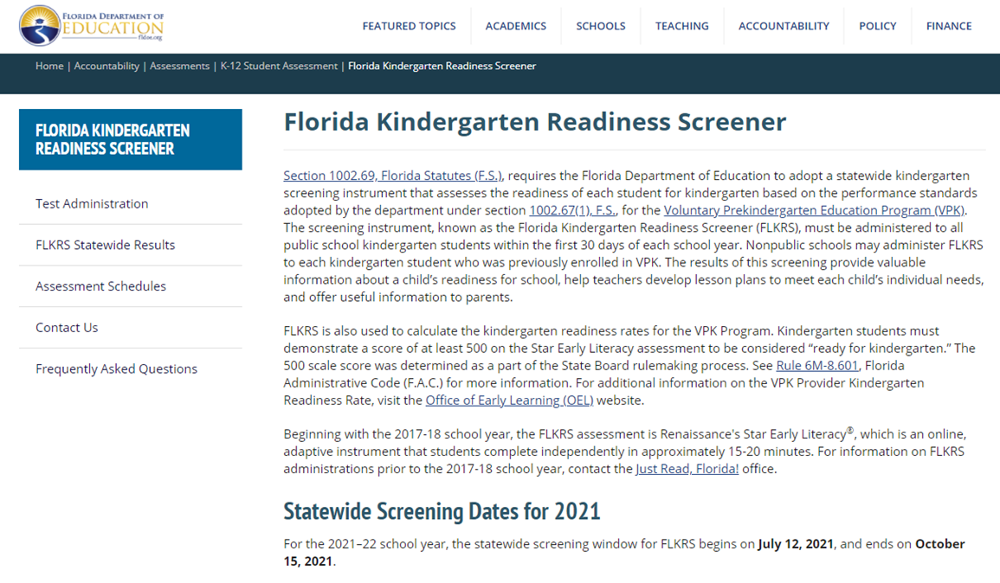 FLORIDA DEPARTMENT OF
EDUCATION
fldoe.org
FEATURED TOPICS
ACADEMICS
SCHOOLS
TEACHING
ACCOUNTABILITY
POLICY
FINANCE
Home | Accountability | Assessments | K-12 Student Assessment | Florida Kindergarten Readiness Screener
FLORIDA KINDERGARTEN
READINESS SCREENER
Test Administration
FLKRS Statewide Results
Assessment Schedules
Contact Us
Frequently Asked Questions
Florida Kindergarten Readiness Screener
Section 1002.69, Florida Statutes (F.S.), requires the Florida Department of Education to adopt a statewide kindergarten
screening instrument that assesses the readiness of each student for kindergarten based on the performance standards
adopted by the department under section 1002.67(1), F.S., for the Voluntary Prekindergarten Education Program (VPK).
The screening instrument, known as the Florida Kindergarten Readiness Screener (FLKRS), must be administered to all
public school kindergarten students within the first 30 days of each school year. Nonpublic schools may administer FLKRS
to each kindergarten student who was previously enrolled in VPK. The results of this screening provide valuable
information about a child's readiness for school, help teachers develop lesson plans to meet each child's individual needs,
and offer useful information to parents.
FLKRS is also used to calculate the kindergarten readiness rates for the VPK Program. Kindergarten students must
demonstrate a score of at least 500 on the Star Early Literacy assessment to be considered “ready for kindergarten.” The
500 scale score was determined as a part of the State Board rulemaking process. See Rule 6M-8.601, Florida
Administrative Code (F.A.C.) for more information. For additional information on the VPK Provider Kindergarten
Readiness Rate, visit the Office of Early Learning (OEL) website.
Beginning with the 2017-18 school year, the FLKRS assessment is Renaissance's Star Early Literacy®, which is an online,
adaptive instrument that students complete independently in approximately 15-20 minutes. For information on FLKRS
administrations prior to the 2017-18 school year, contact the Just Read, Florida! office.
Statewide Screening Dates for 2021
For the 2021–22 school year, the statewide screening window for FLKRS begins on July 12, 2021, and ends on October
15, 2021.